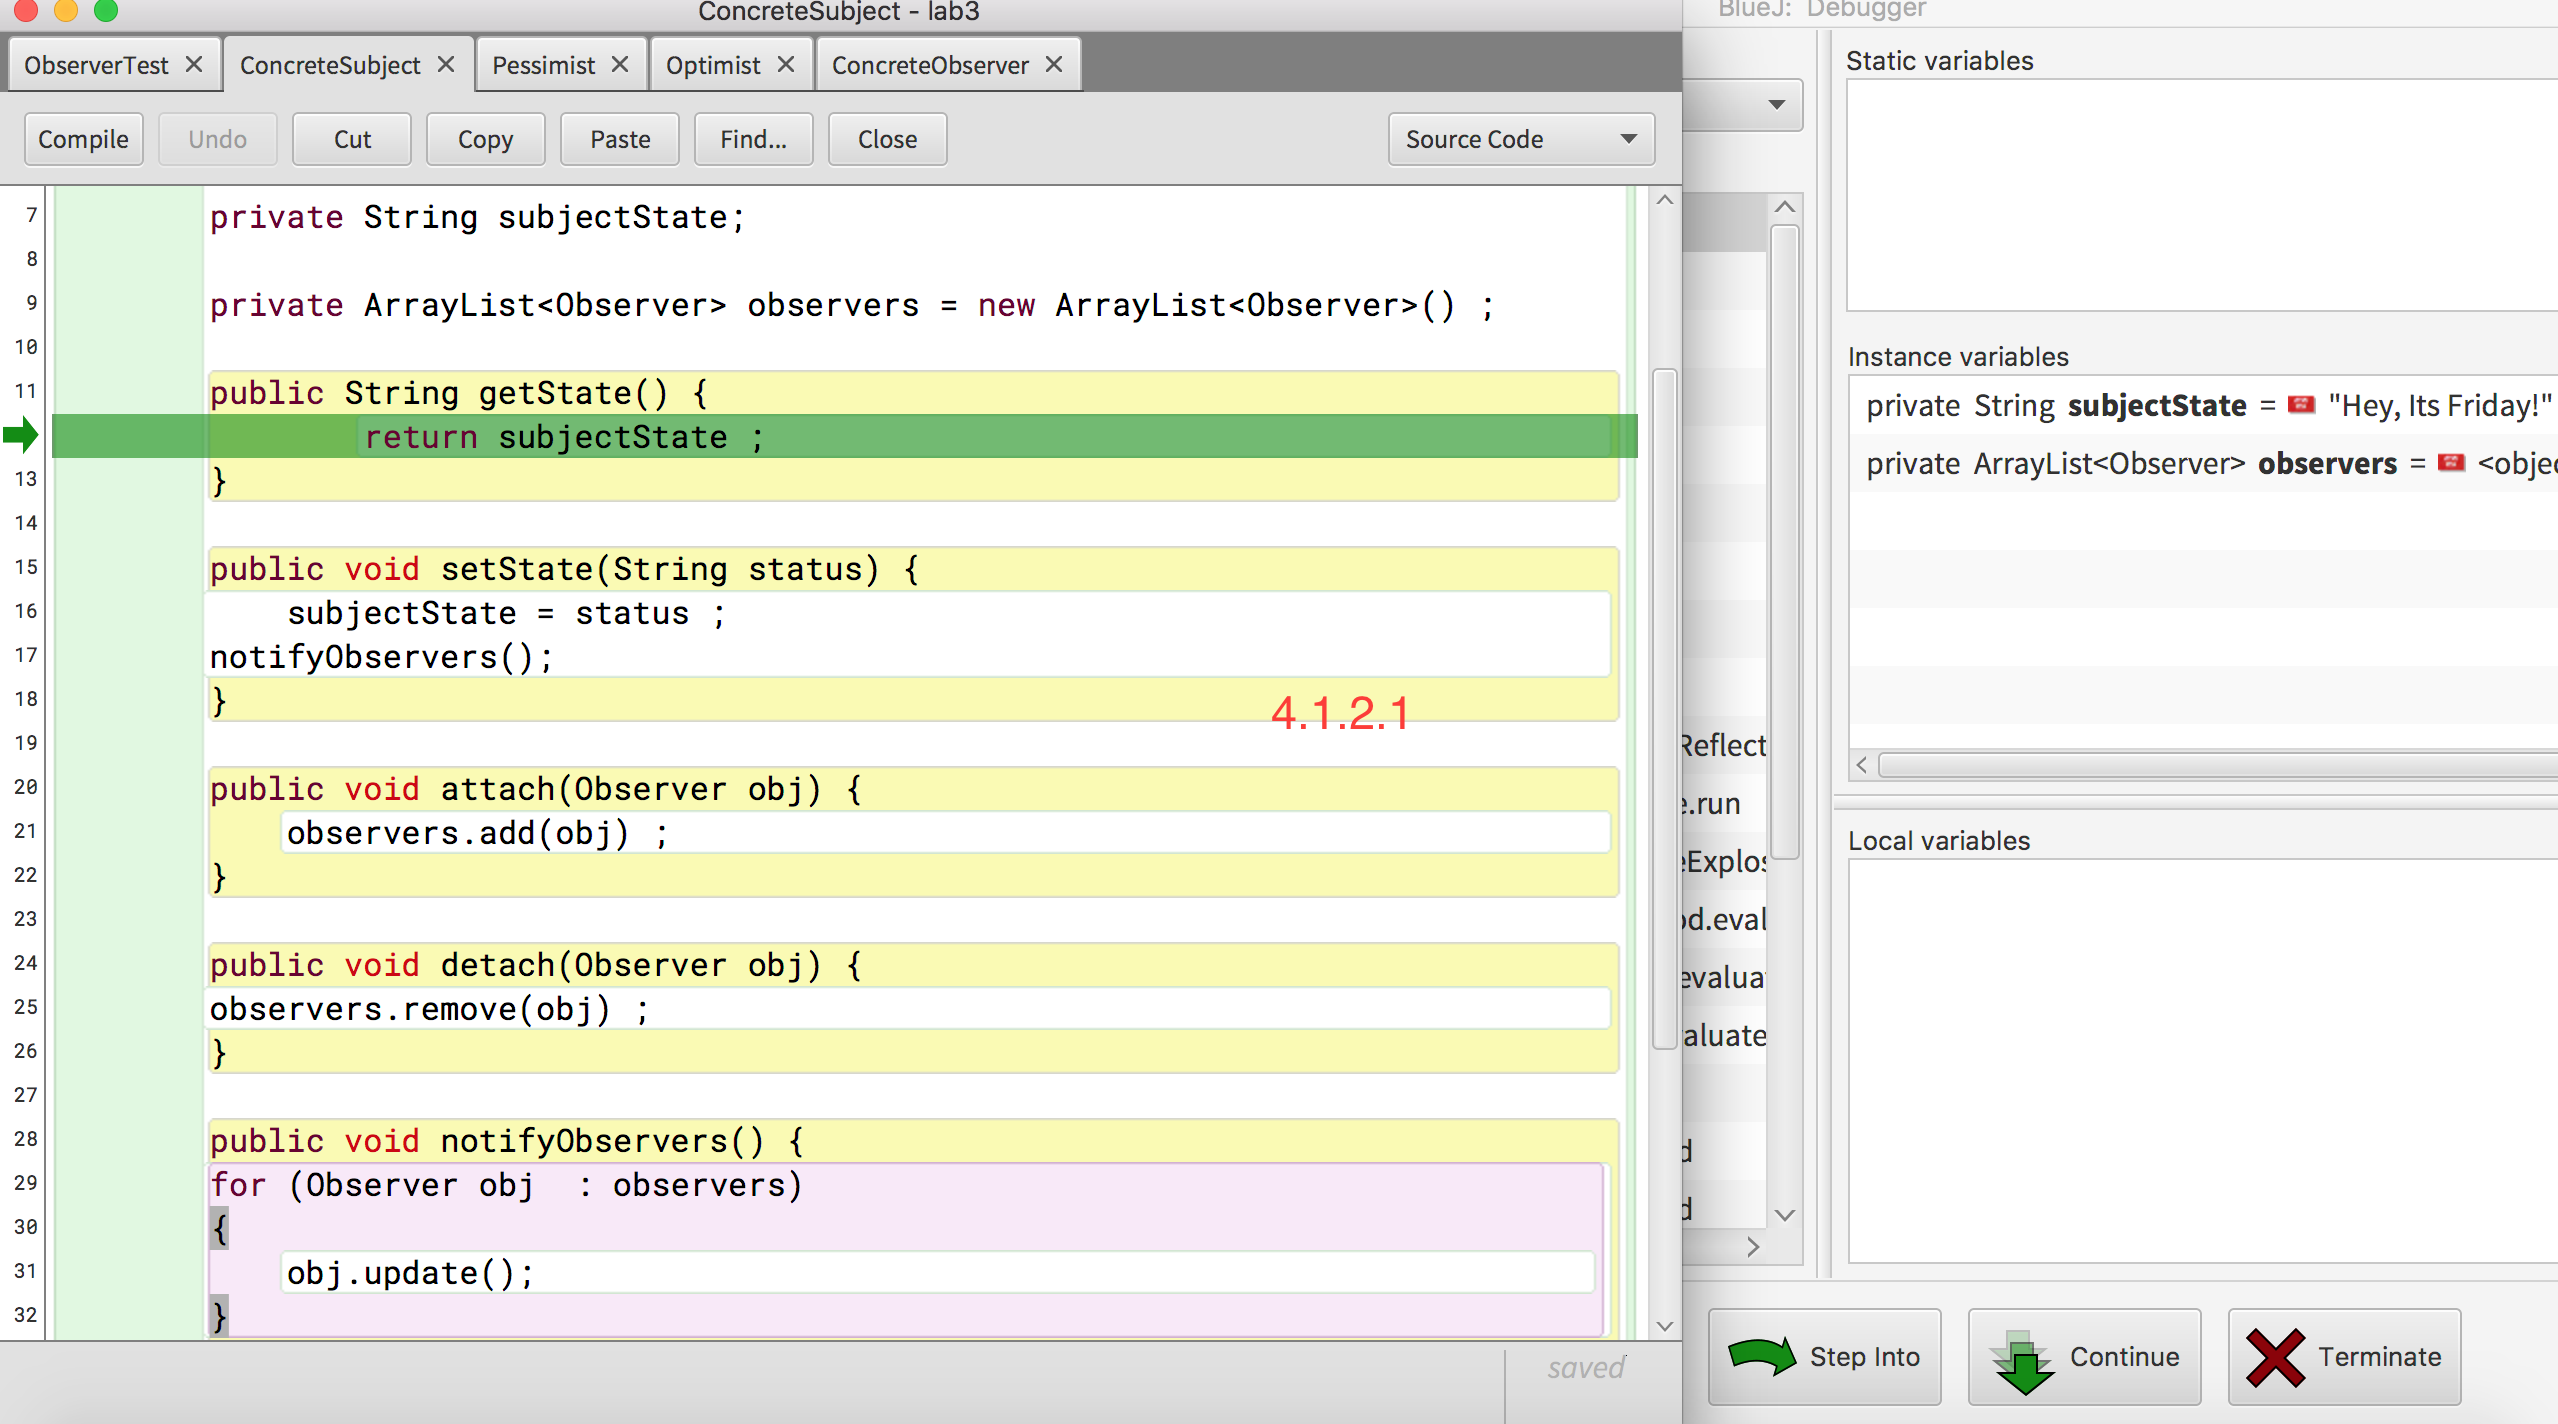 ConcreteSubject - lab3
ObserverTest ConcreteSubject Pessimist Optimist ConcreteObserver
Compile Undo Cut Copy Paste Find... Close Source Code
7 private String subjectState;
8
9 private ArrayList<Observer> observers = new ArrayList<Observer>() ;
10
11 public String getState() {
return subjectState ;
13 }
14
15 public void setState(String status) {
16 subjectState = status ;
17 notifyObservers();
18 }
4.1.2.1
19
20 public void attach(Observer obj) {
21 observers.add(obj) ;
22 }
23
24 public void detach(Observer obj) {
25 observers.remove(obj) ;
26 }
27
28 public void notifyObservers() {
29 for (Observer obj  : observers)
30 {
31 obj.update();
32 }
saved
BlueJ: Debugger
Reflect
e.run
eExplos
od.eval
evalua
aluate
d
d
Static variables
Instance variables
private String subjectState = "Hey, Its Friday!"
private ArrayList<Observer> observers = <objec
Local variables
Step Into Continue Terminate